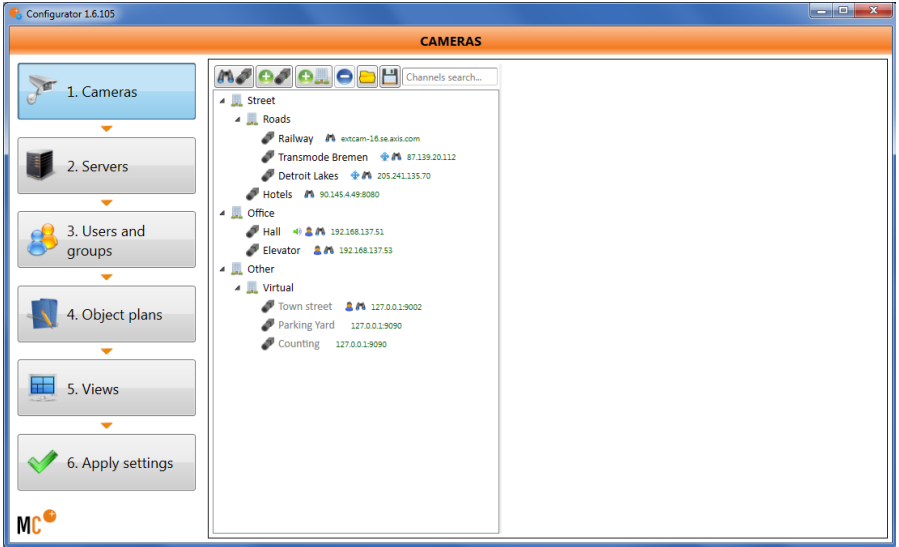 Configurator 1.6.105
CAMERAS
1. Cameras
2. Servers
3. Users and
groups
4. Object plans
5. Views
6. Apply settings
MC
Channels search...
Street
Roads
Railway extcam-16.se.axis.com
Transmode Bremen 87.139.20.112
Detroit Lakes 205.241.135.70
Hotels 90.145.4.49:8080
Office
Hall 192.168.137.51
Elevator 192.168.137.53
Other
Virtual
Town street 127.0.0.1:9002
Parking Yard 127.0.0.1:9090
Counting 127.0.0.1:9090